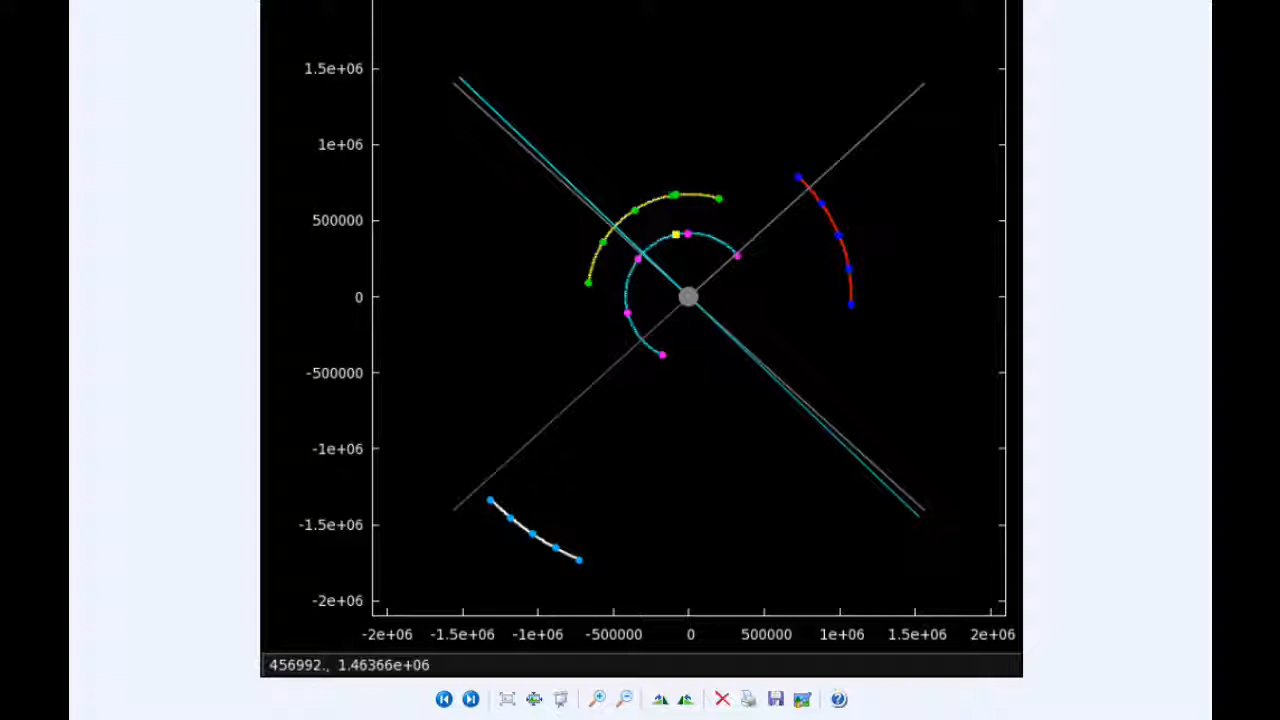 1.5e+06
1e+06
500000
0
-500000
-1e+06
-1.5e+06
-2e+06
-2e+06 -1.5e+06 -1e+06 -500000 0 500000 1e+06 1.5e+06 2e+06
456992., 1.46366e+06